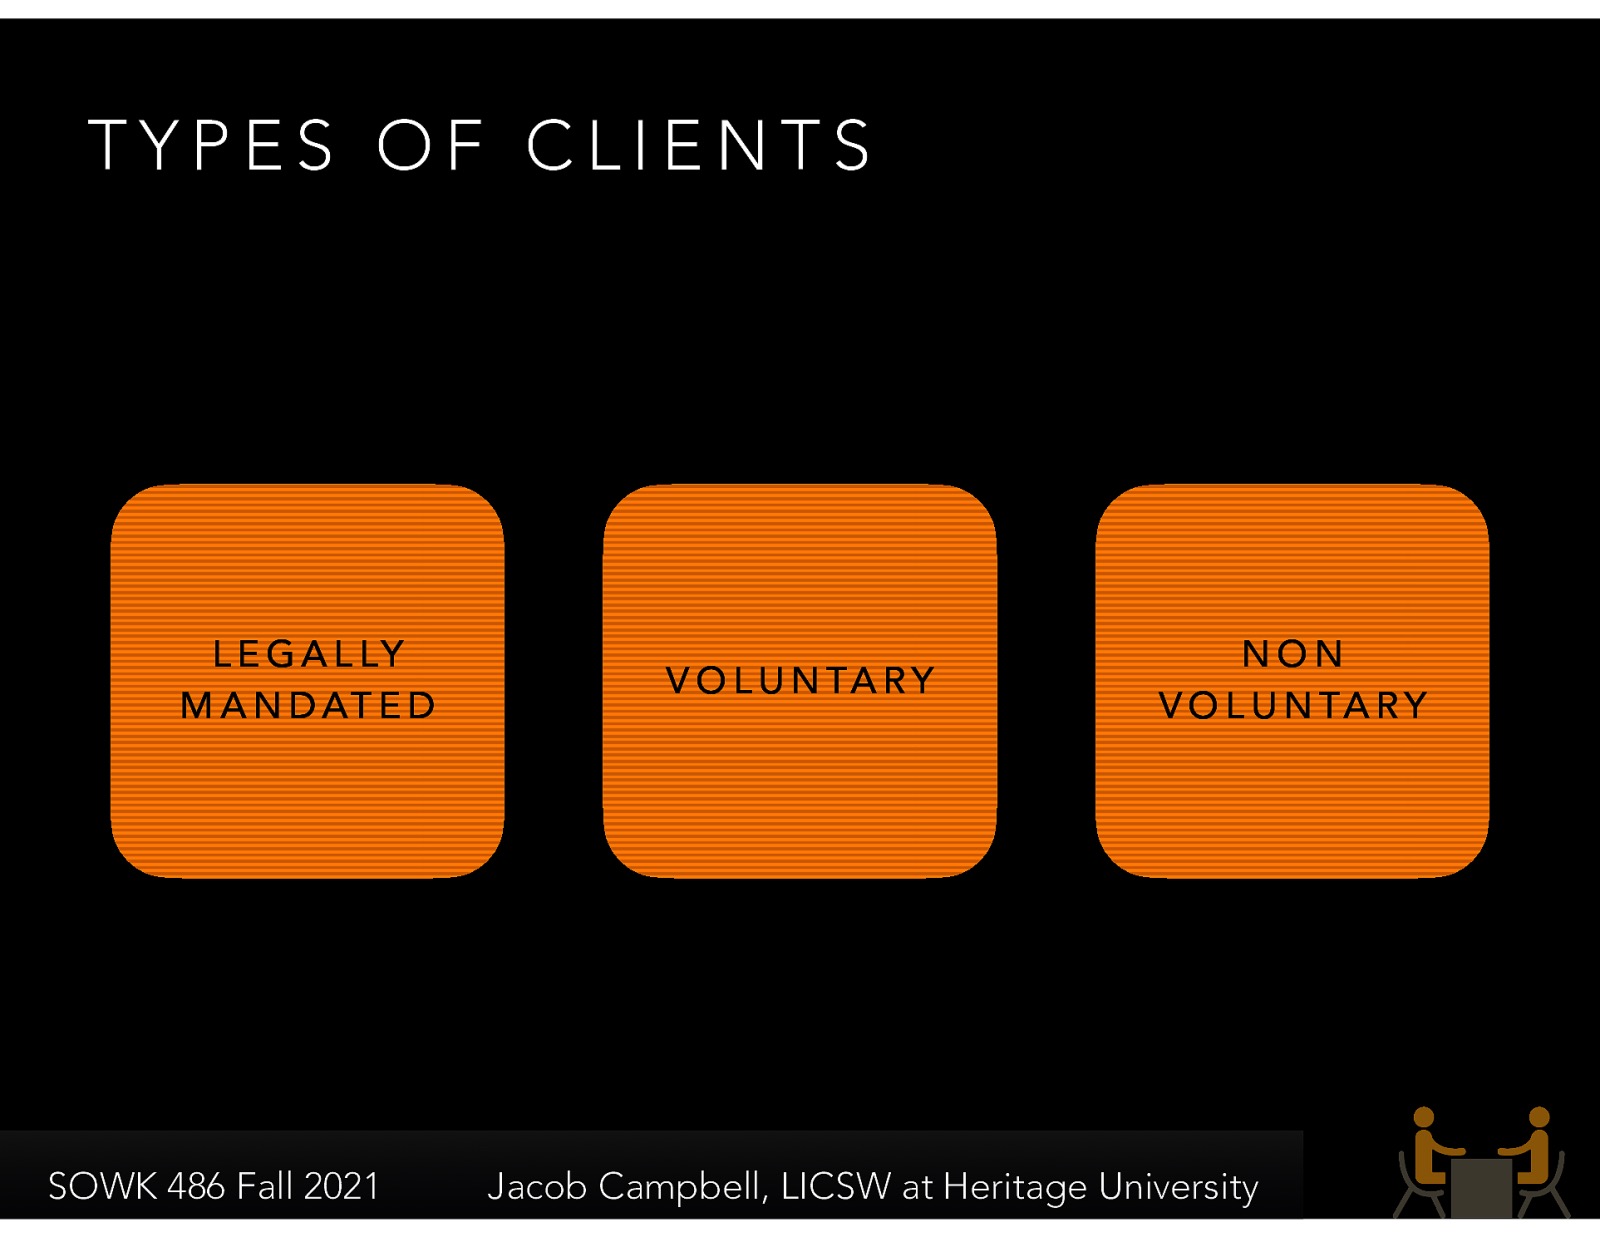 TYPES OF CLIENTS
LEGALLY
MANDATED
VOLUNTARY
NON
VOLUNTARY
SOWK 486 Fall 2021
Jacob Campbell, LICSW at Heritage University